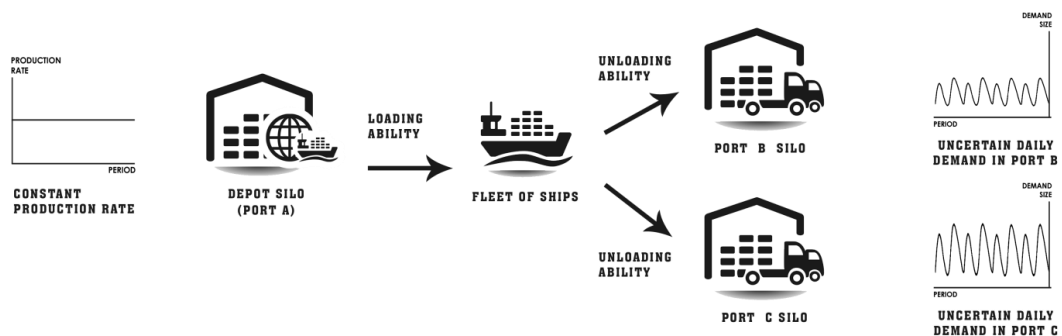 PRODUCTION
RATE
PERIOD
CONSTANT
PRODUCTION RATE
DEPOT SILO
(PORT A)
LOADING
ABILITY
FLEET OF SHIPS
UNLOADING
ABILITY
PORT B SILO
UNLOADING
ABILITY
PORT C SILO
DEMAND
SIZE
PERIOD
UNCERTAIN DAILY
DEMAND IN PORT B
DEMAND
SIZE
PERIOD
UNCERTAIN DAILY
DEMAND IN PORT C